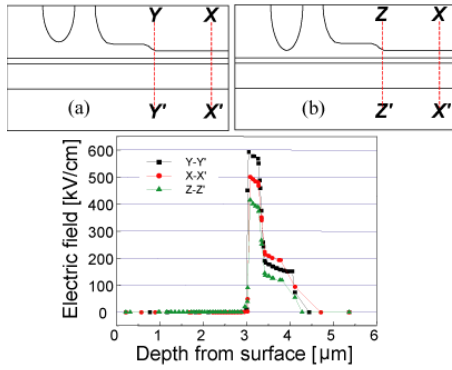 Y X
(a)
Y' X'
Z X
(b)
Z' X'
600
500
400
300
200
100
0
Electric field [kV/cm]
Y-Y'
X-X'
Z-Z'
0 1 2 3 4 5 6
Depth from surface [µm]